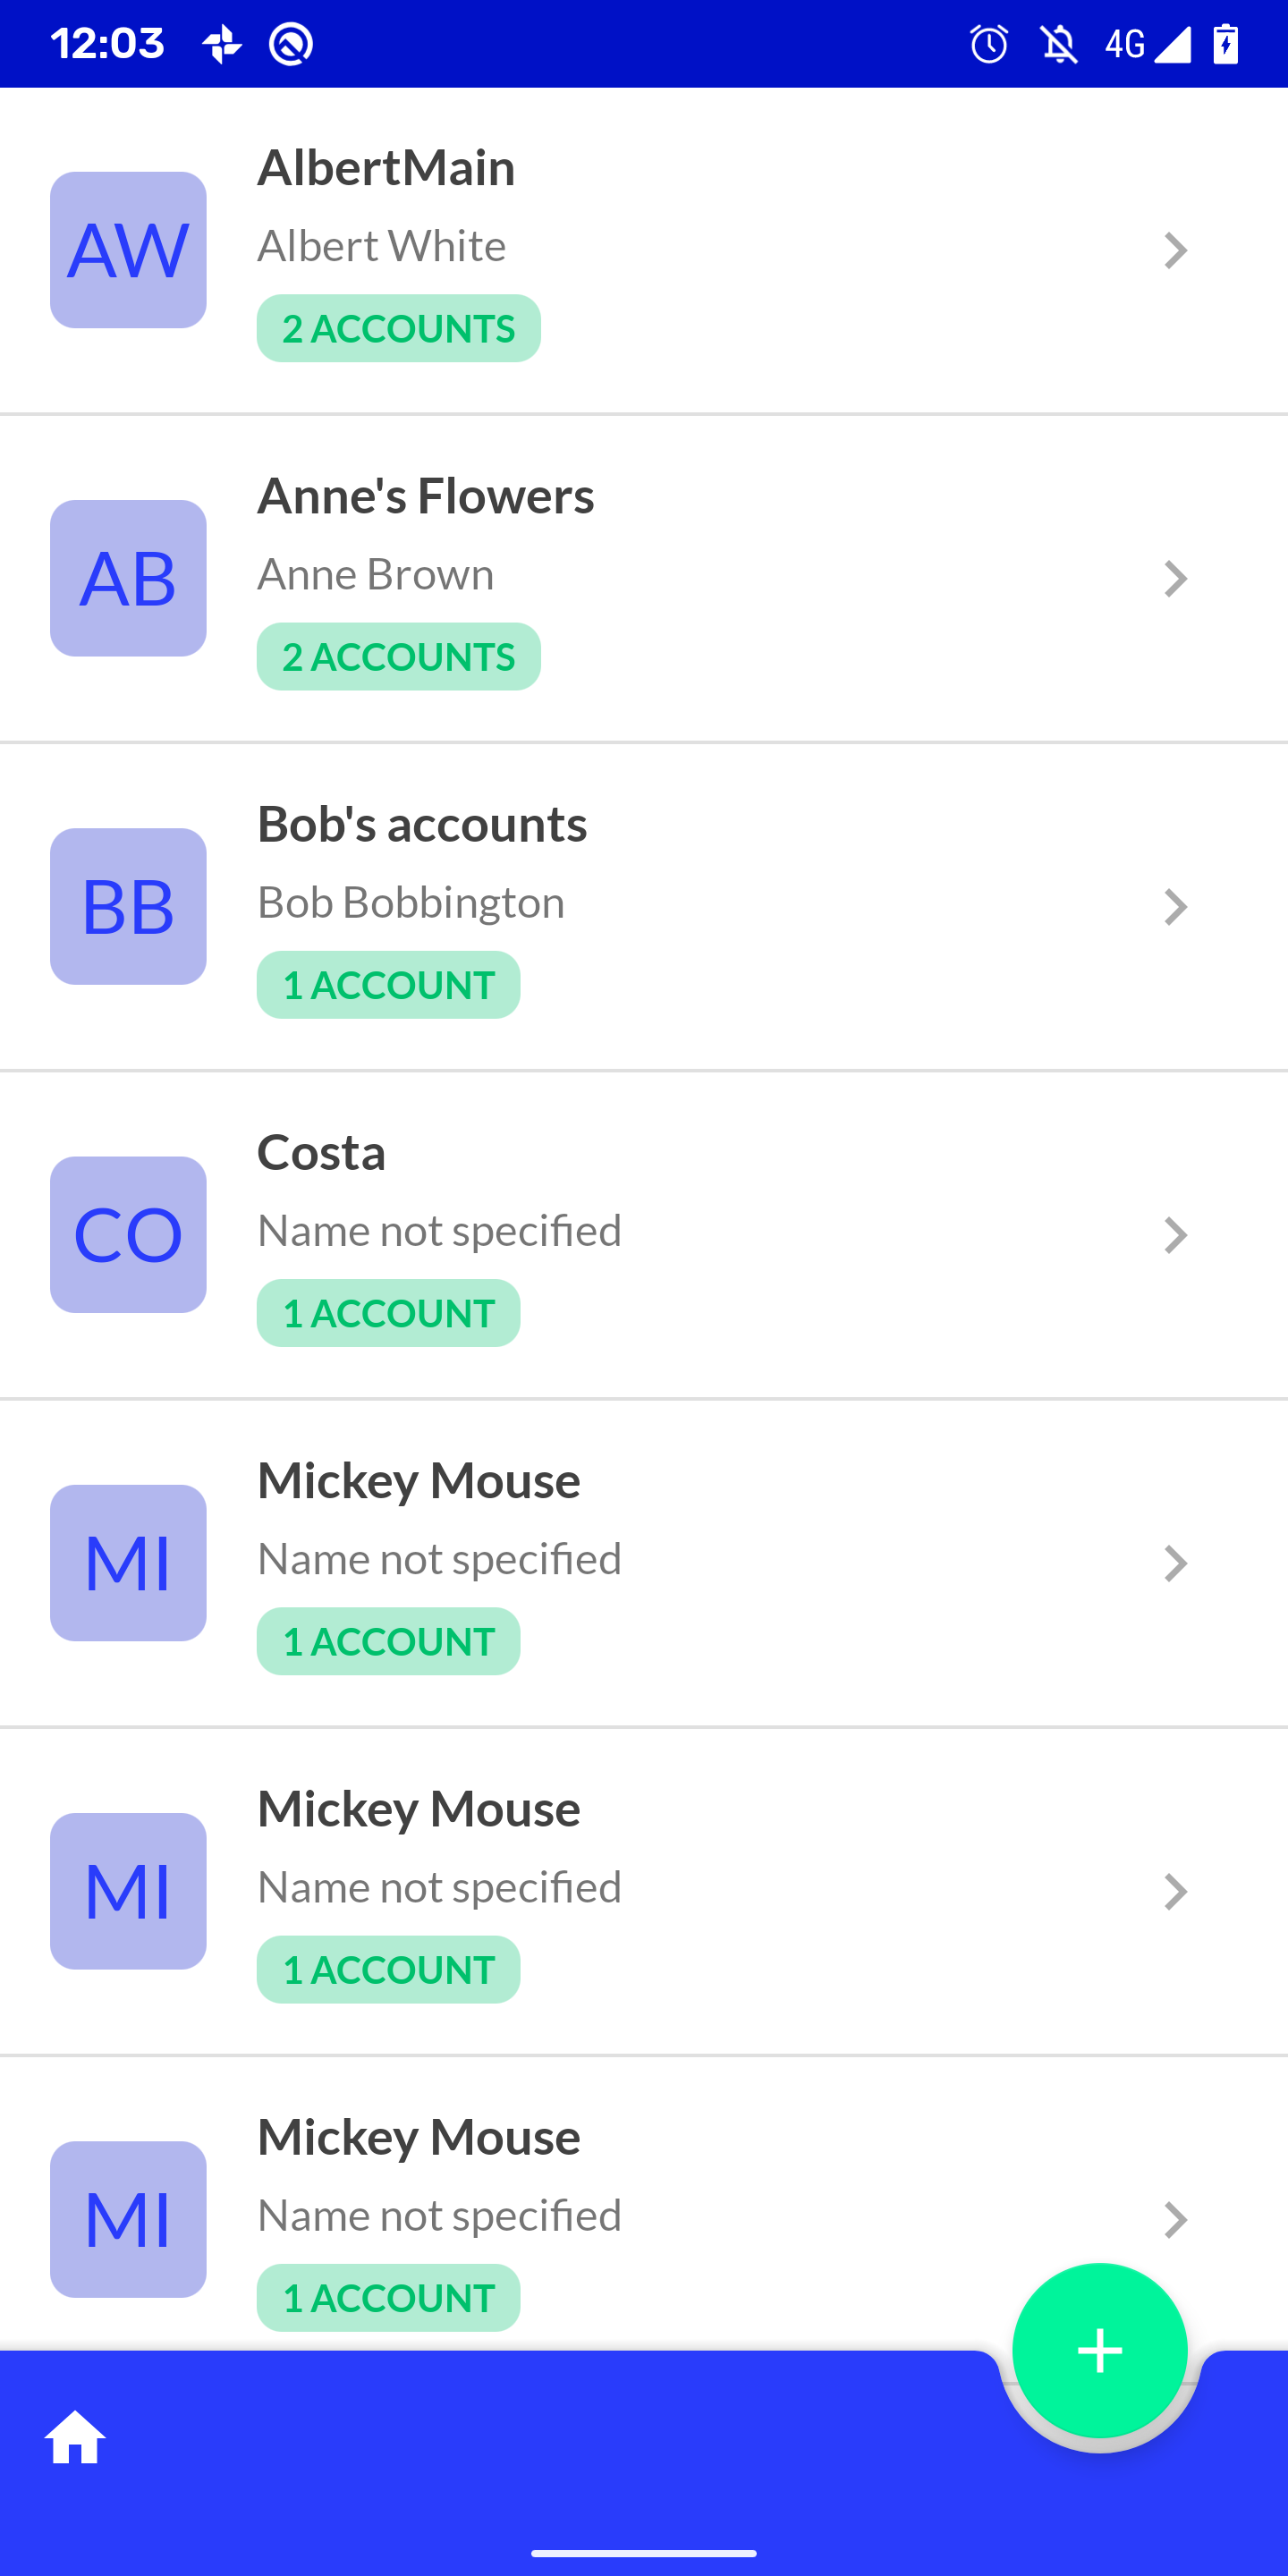 12:03
4G
AlbertMain
AW
Albert White
2 ACCOUNTS
Anne's Flowers
AB
Anne Brown
2 ACCOUNTS
Bob's accounts
BB
Bob Bobbington
1 ACCOUNT
Costa
CO
Name not specified
1 ACCOUNT
Mickey Mouse
MI
Name not specified
1 ACCOUNT
Mickey Mouse
MI
Name not specified
1 ACCOUNT
Mickey Mouse
MI
Name not specified
1 ACCOUNT